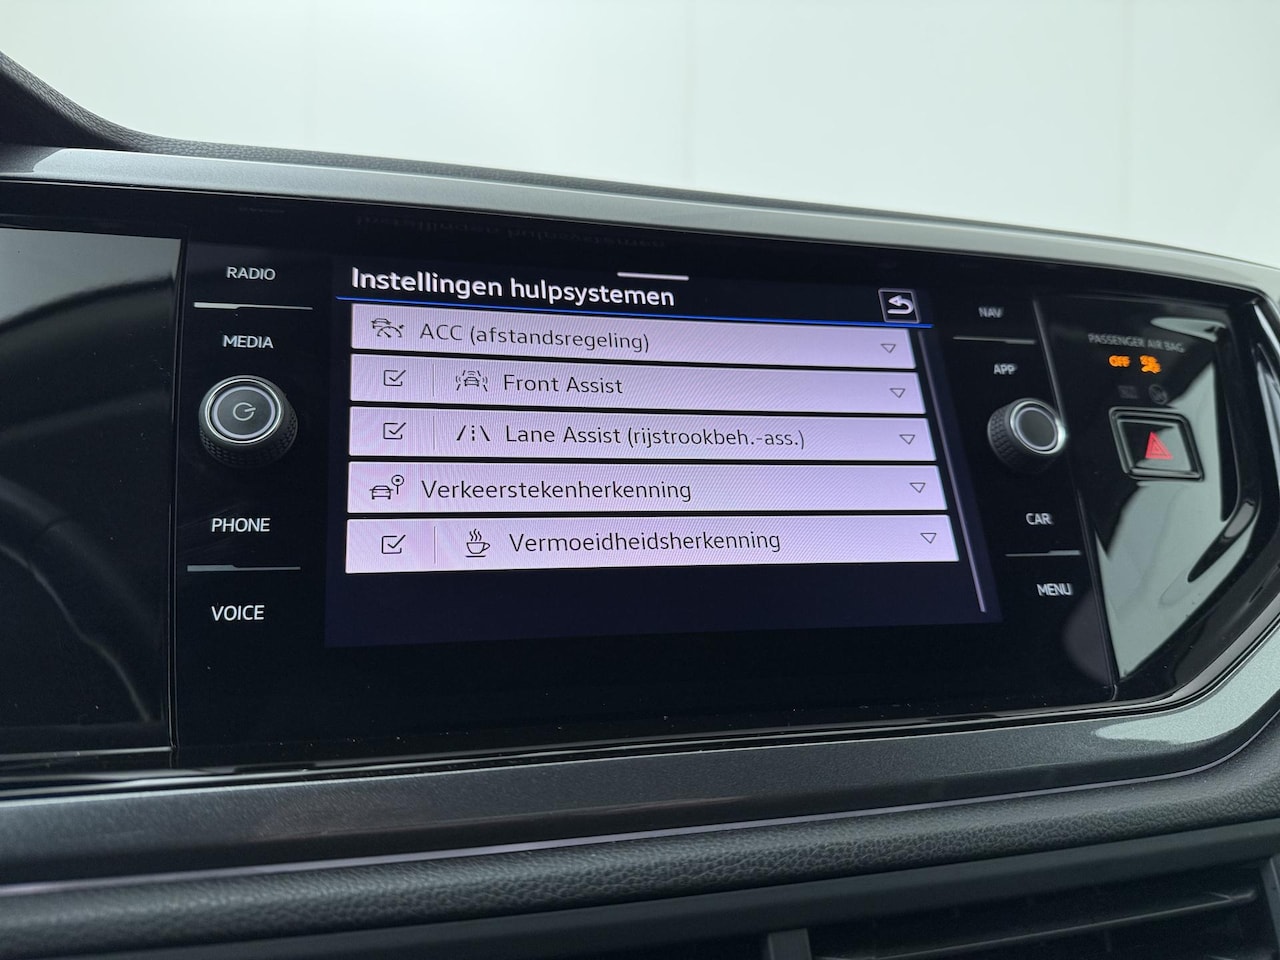 RADIO
MEDIA
PHONE
VOICE
Instellingen hulpsystemen
ACC (afstandsregeling)
Front Assist
Lane Assist (rijstrookbeh.-ass.)
Verkeerstekenherkenning
Vermoeidheidsherkenning
NAV
APP
CAR
MENU
PASSENGER AIR BAG
OFF